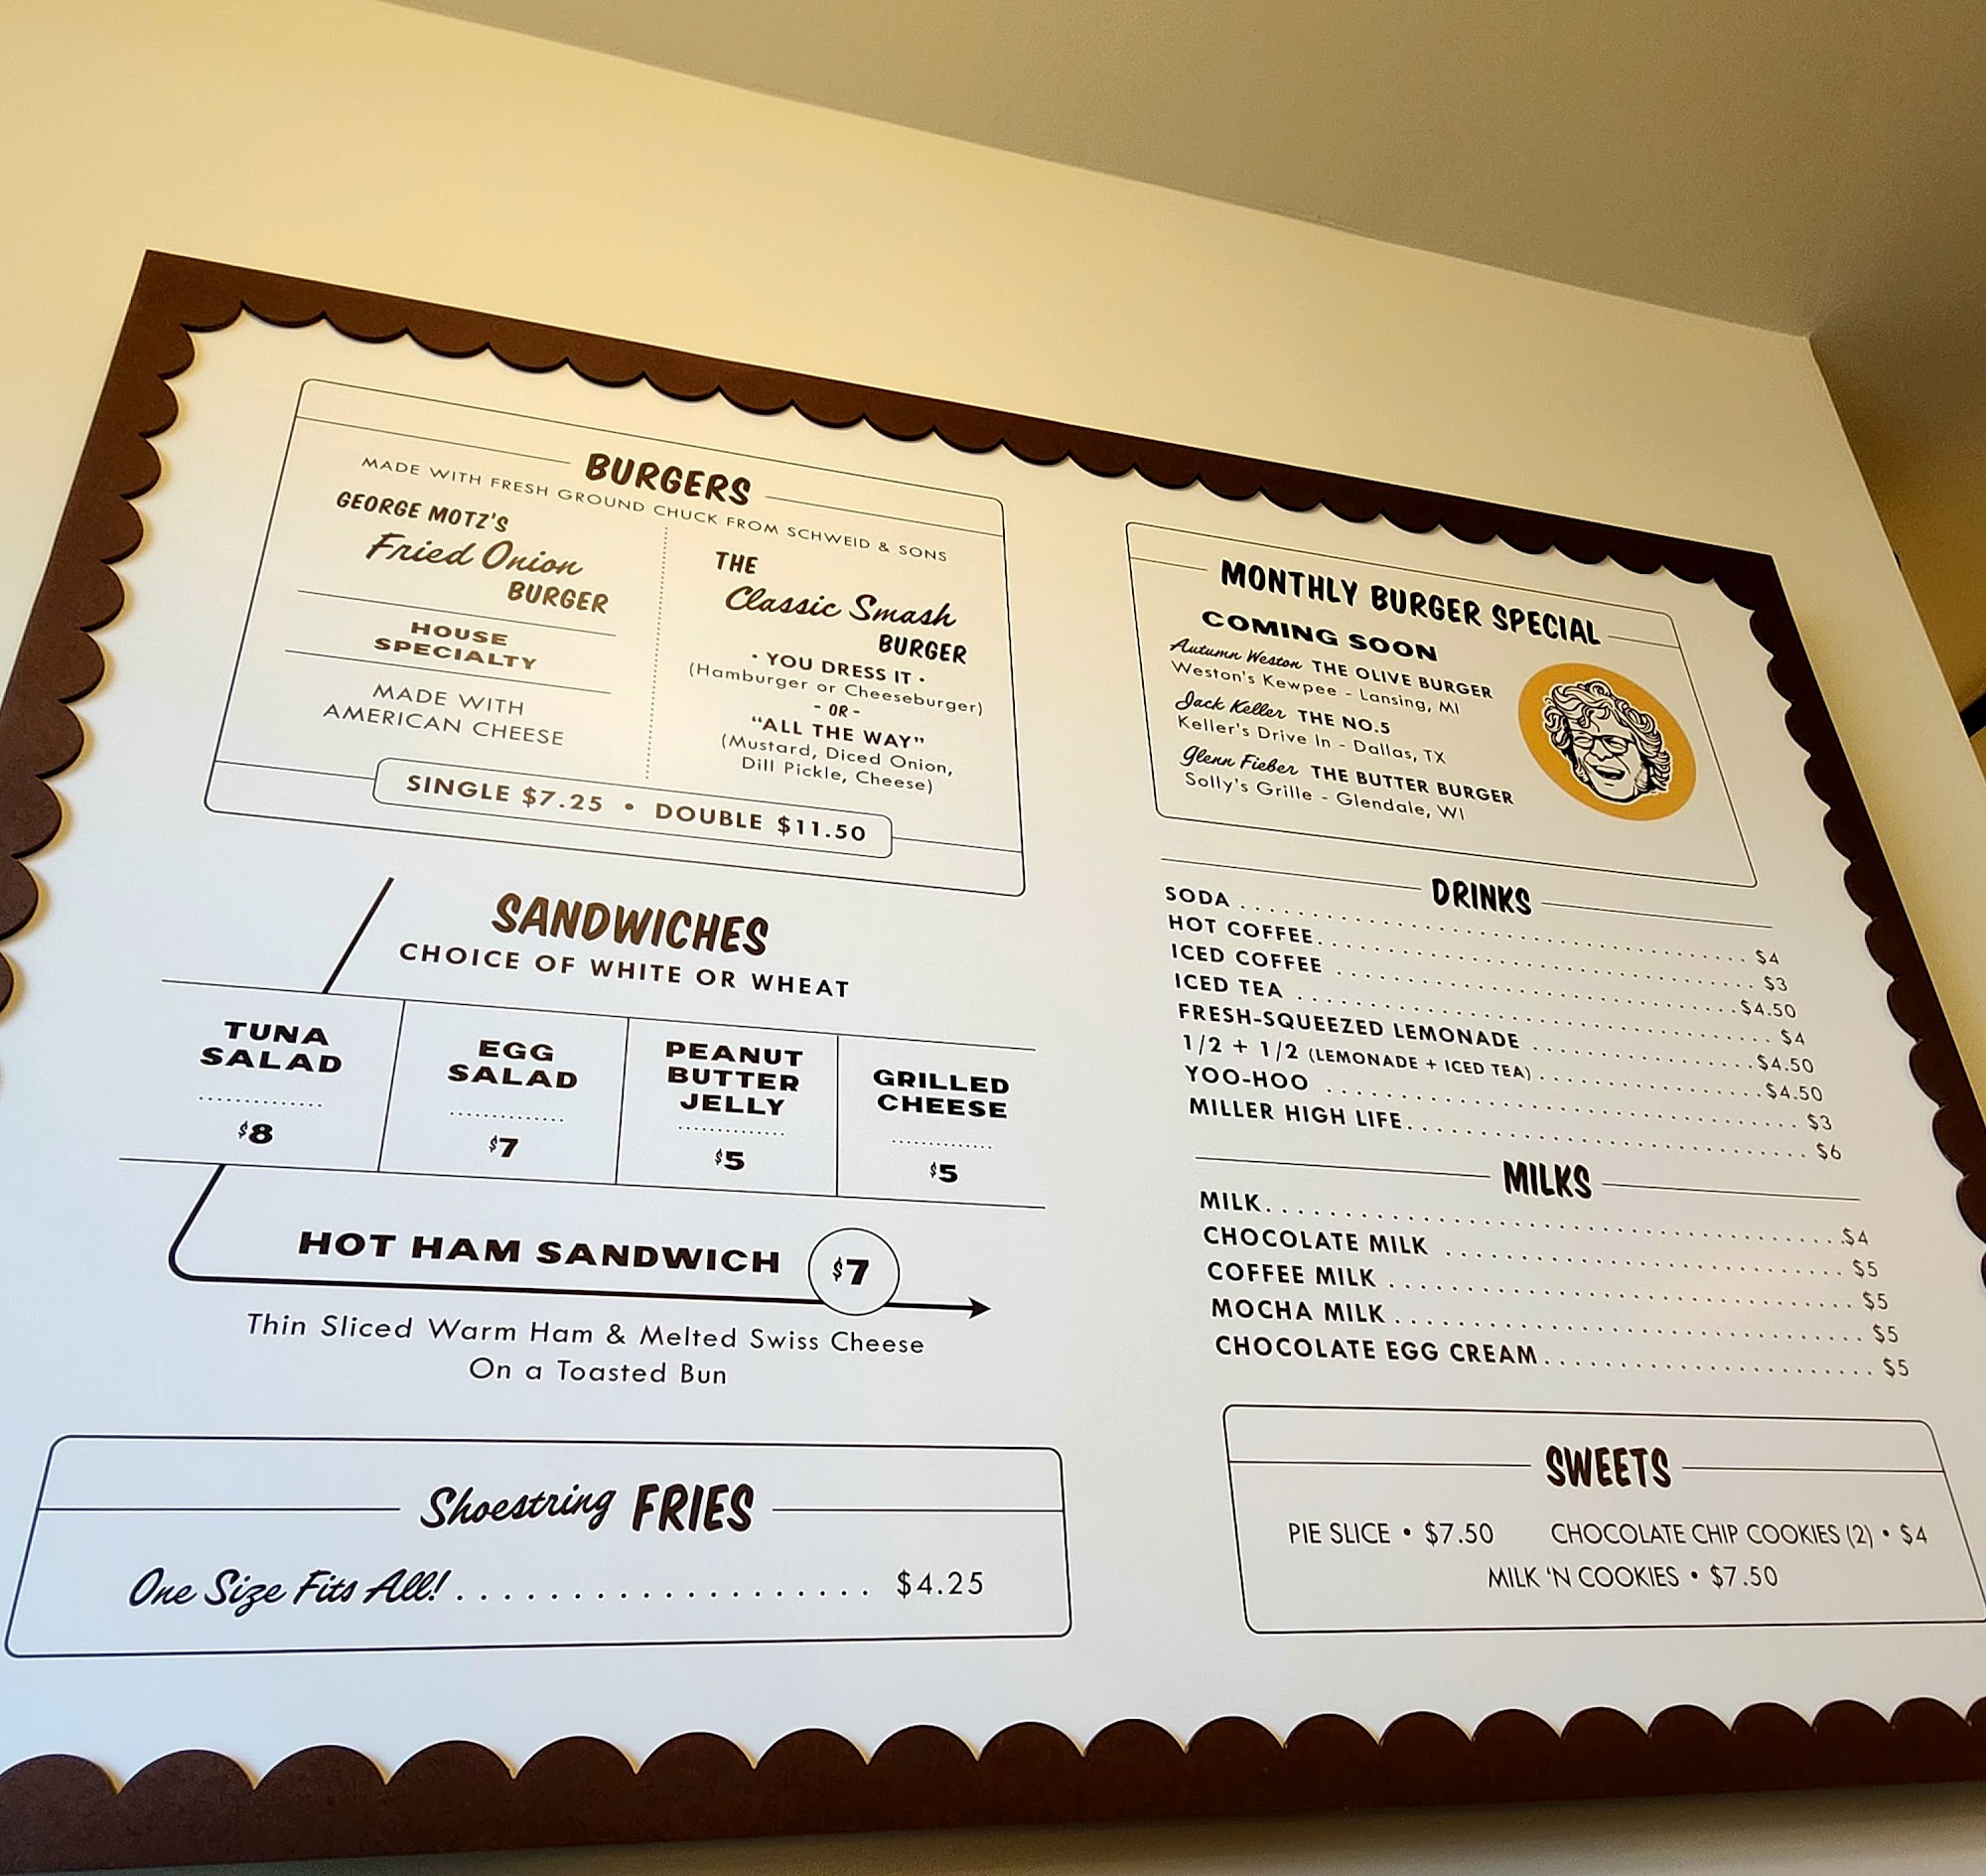 BURGERS
MADE WITH FRESH GROUND CHUCK FROM SCHWEID & SONS
GEORGE MOTZ'S
Fried Onion
BURGER
HOUSE
SPECIALTY
MADE WITH
AMERICAN CHEESE
THE
Classic Smash
BURGER
• YOU DRESS IT •
(Hamburger or Cheeseburger)
- OR -
"ALL THE WAY"
(Mustard, Diced Onion,
Dill Pickle, Cheese)
SINGLE $7.25 • DOUBLE $11.50
SANDWICHES
CHOICE OF WHITE OR WHEAT
TUNA
SALAD
$8
EGG
SALAD
$7
PEANUT
BUTTER
JELLY
$5
GRILLED
CHEESE
$5
HOT HAM SANDWICH $7
Thin Sliced Warm Ham & Melted Swiss Cheese
On a Toasted Bun
Shoestring FRIES
One Size Fits All! . . . . . . . . . . . . . . . . . . . $4.25
MONTHLY BURGER SPECIAL
COMING SOON
Autumn Weston THE OLIVE BURGER
Weston's Kewpee - Lansing, MI
Jack Keller THE NO.5
Keller's Drive In - Dallas, TX
Glenn Fieber THE BUTTER BURGER
Solly's Grille - Glendale, WI
DRINKS
SODA . . . . . . . . . . $4
HOT COFFEE . . . . . . . . . . $3
ICED COFFEE . . . . . . . . . . $4.50
ICED TEA . . . . . . . . . . $4
FRESH-SQUEEZED LEMONADE . . . . . . . . . . $4.50
1/2 + 1/2 (LEMONADE + ICED TEA) . . . . . . . . . . $4.50
YOO-HOO . . . . . . . . . . $3
MILLER HIGH LIFE . . . . . . . . . . $6
MILKS
MILK . . . . . . . . . . $4
CHOCOLATE MILK . . . . . . . . . . $5
COFFEE MILK . . . . . . . . . . $5
MOCHA MILK . . . . . . . . . . $5
CHOCOLATE EGG CREAM . . . . . . . . . . $5
SWEETS
PIE SLICE • $7.50 CHOCOLATE CHIP COOKIES (2) • $4
MILK 'N COOKIES • $7.50